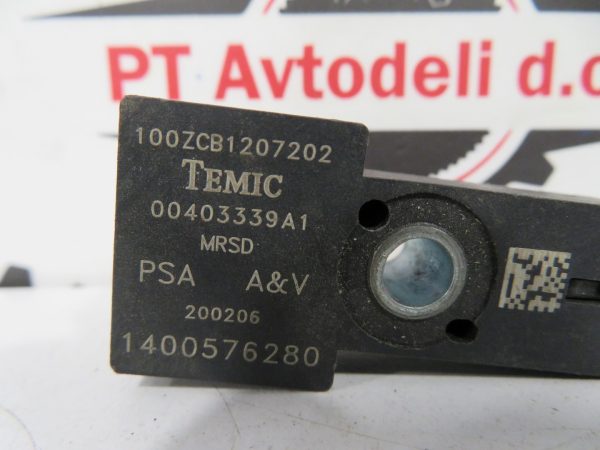 PT Avtodeli d.o
100ZCB1207202
TEMIC
00403339A1
MRSD
PSA A&V
200206
1400576280